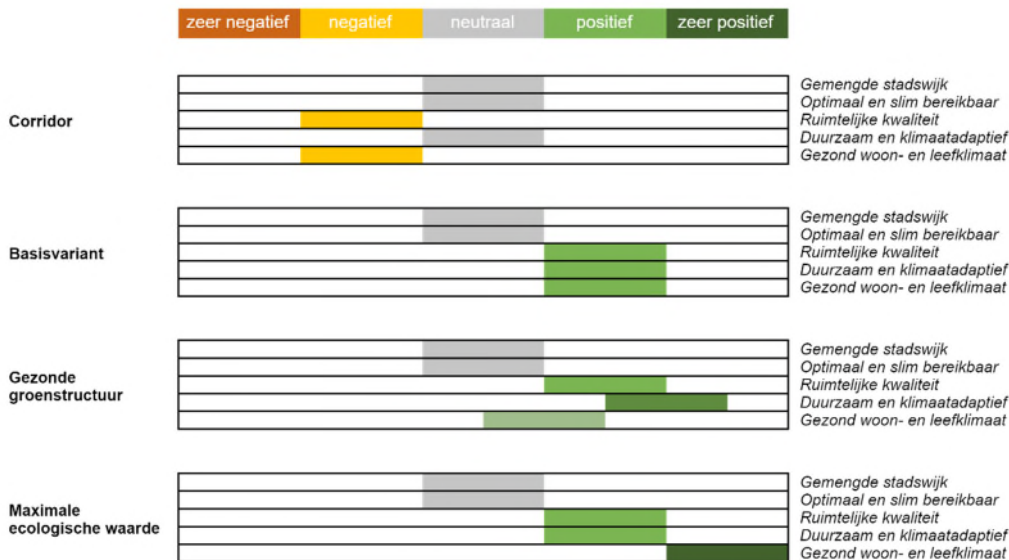 zeer negatief negatief neutraal positief zeer positief
Corridor
Gemengde stadswijk
Optimaal en slim bereikbaar
Ruimtelijke kwaliteit
Duurzaam en klimaatadaptief
Gezond woon- en leefklimaat
Basisvariant
Gemengde stadswijk
Optimaal en slim bereikbaar
Ruimtelijke kwaliteit
Duurzaam en klimaatadaptief
Gezond woon- en leefklimaat
Gezonde
groenstructuur
Gemengde stadswijk
Optimaal en slim bereikbaar
Ruimtelijke kwaliteit
Duurzaam en klimaatadaptief
Gezond woon- en leefklimaat
Maximale
ecologische waarde
Gemengde stadswijk
Optimaal en slim bereikbaar
Ruimtelijke kwaliteit
Duurzaam en klimaatadaptief
Gezond woon- en leefklimaat